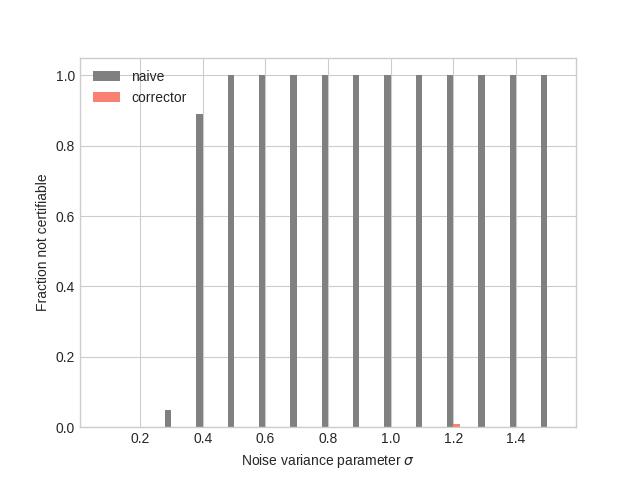 naive
corrector
Fraction not certifiable
1.0
0.8
0.6
0.4
0.2
0.0
0.2 0.4 0.6 0.8 1.0 1.2 1.4
Noise variance parameter σ